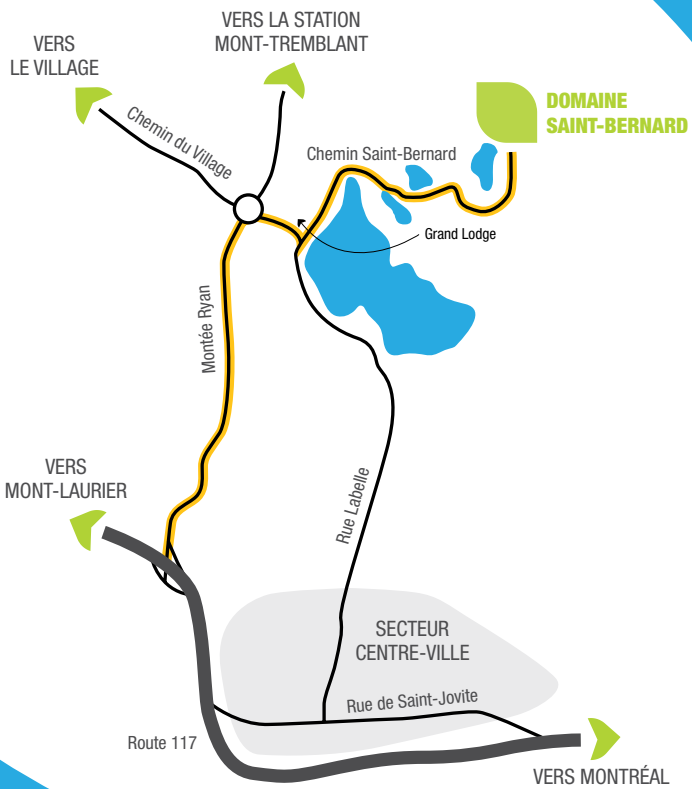 VERS LA STATION
MONT-TREMBLANT
VERS
LE VILLAGE
DOMAINE
SAINT-BERNARD
Chemin du Village
Chemin Saint-Bernard
Grand Lodge
Montée Ryan
VERS
MONT-LAURIER
Rue Labelle
SECTEUR
CENTRE-VILLE
Rue de Saint-Jovite
Route 117
VERS MONTRÉAL